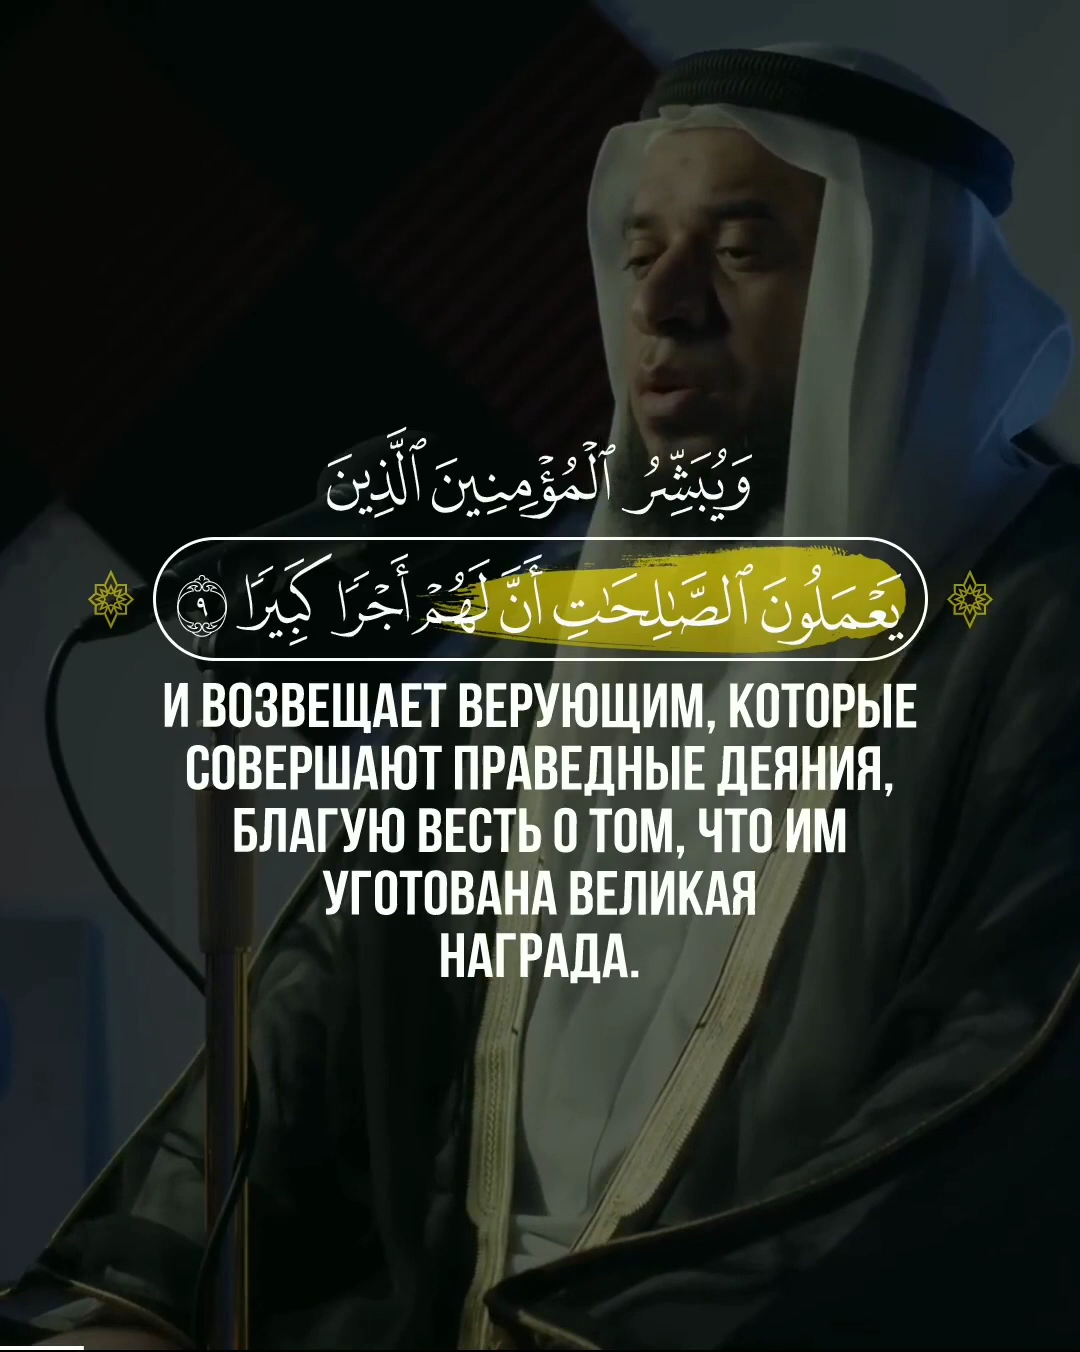 وَيُبَشِّرُ ٱلْمُؤْمِنِينَ ٱلَّذِينَ
يَعْمَلُونَ ٱلصَّـٰلِحَـٰتِ أَنَّ لَهُمْ أَجْرًا كَبِيرًا ٩
И ВОЗВЕЩАЕТ ВЕРУЮЩИМ, КОТОРЫЕ
СОВЕРШАЮТ ПРАВЕДНЫЕ ДЕЯНИЯ,
БЛАГУЮ ВЕСТЬ О ТОМ, ЧТО ИМ
УГОТОВАНА ВЕЛИКАЯ
НАГРАДА.